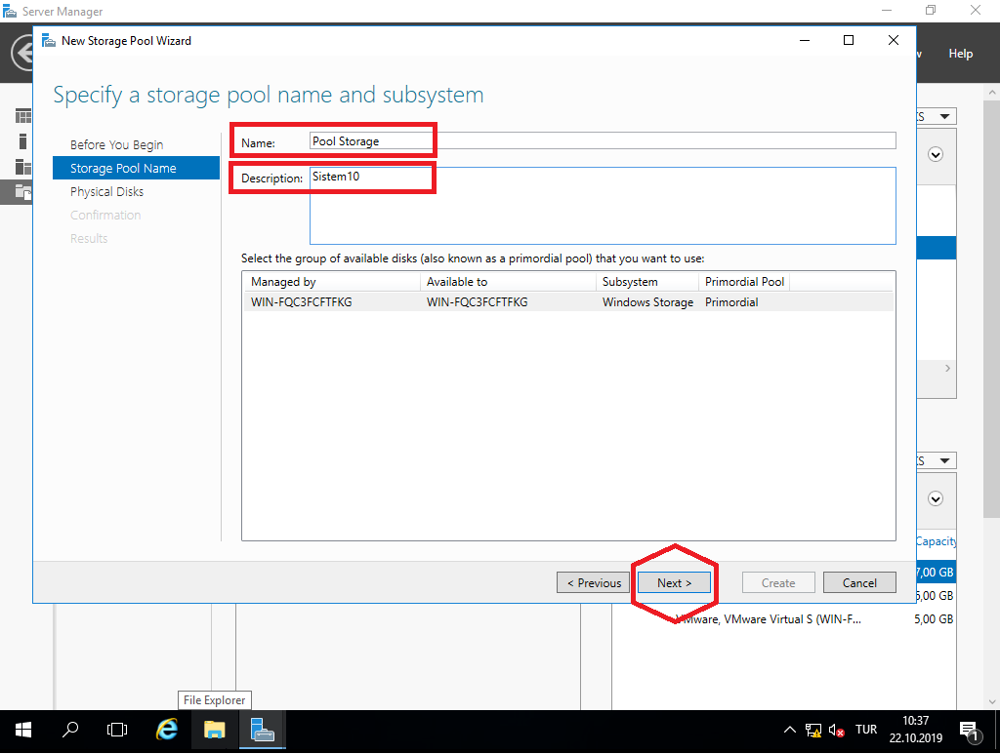 Server Manager
New Storage Pool Wizard
Help
Specify a storage pool name and subsystem
Before You Begin
Storage Pool Name
Physical Disks
Confirmation
Results
Name: Pool Storage
Description: Sistem10
Select the group of available disks (also known as a primordial pool) that you want to use:
Managed by Available to Subsystem Primordial Pool
WIN-FQC3FCFTFKG WIN-FQC3FCFTFKG Windows Storage Primordial
Capacity
7,00 GB
5,00 GB
VMware, VMware Virtual S (WIN-F... 5,00 GB
< Previous Next > Create Cancel
File Explorer
TUR
10:37
22.10.2019
1